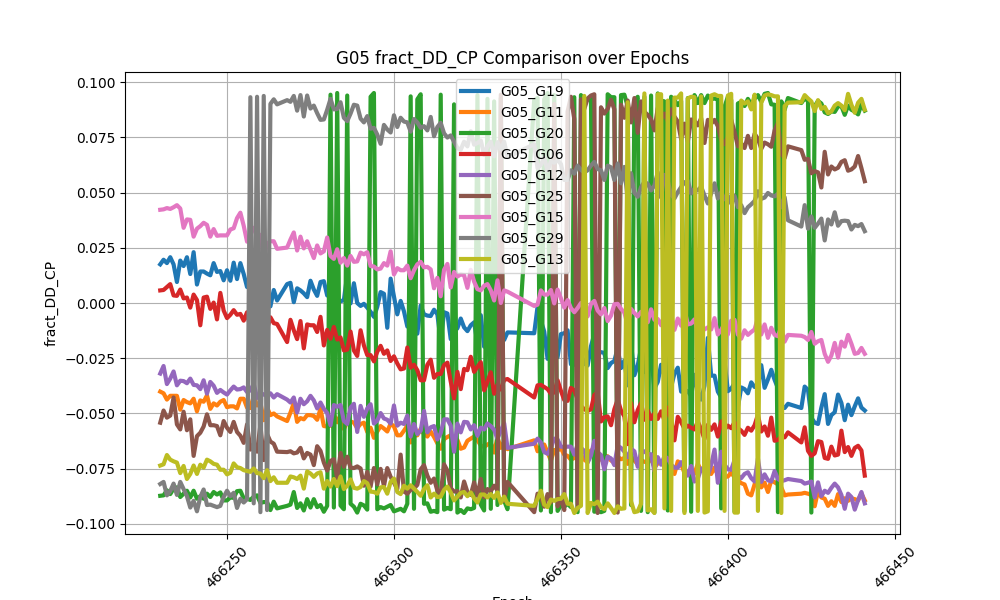 G05 fract_DD_CP Comparison over Epochs
fract_DD_CP
0.100
0.075
0.050
0.025
0.000
−0.025
−0.050
−0.075
−0.100
G05_G19
G05_G11
G05_G20
G05_G06
G05_G12
G05_G25
G05_G15
G05_G29
G05_G13
466250
466300
466350
466400
466450
Epoch